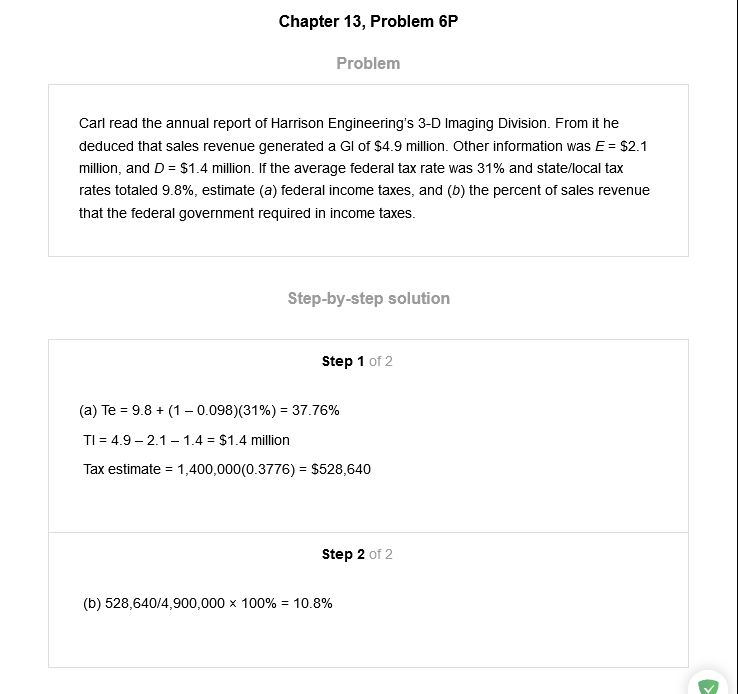 Chapter 13, Problem 6P
Problem
Carl read the annual report of Harrison Engineering's 3-D Imaging Division. From it he
deduced that sales revenue generated a GI of $4.9 million. Other information was E = $2.1
million, and D = $1.4 million. If the average federal tax rate was 31% and state/local tax
rates totaled 9.8%, estimate (a) federal income taxes, and (b) the percent of sales revenue
that the federal government required in income taxes.
Step-by-step solution
Step 1 of 2
(a) Te = 9.8 + (1 – 0.098)(31%) = 37.76%
TI = 4.9 – 2.1 – 1.4 = $1.4 million
Tax estimate = 1,400,000(0.3776) = $528,640
Step 2 of 2
(b) 528,640/4,900,000 × 100% = 10.8%